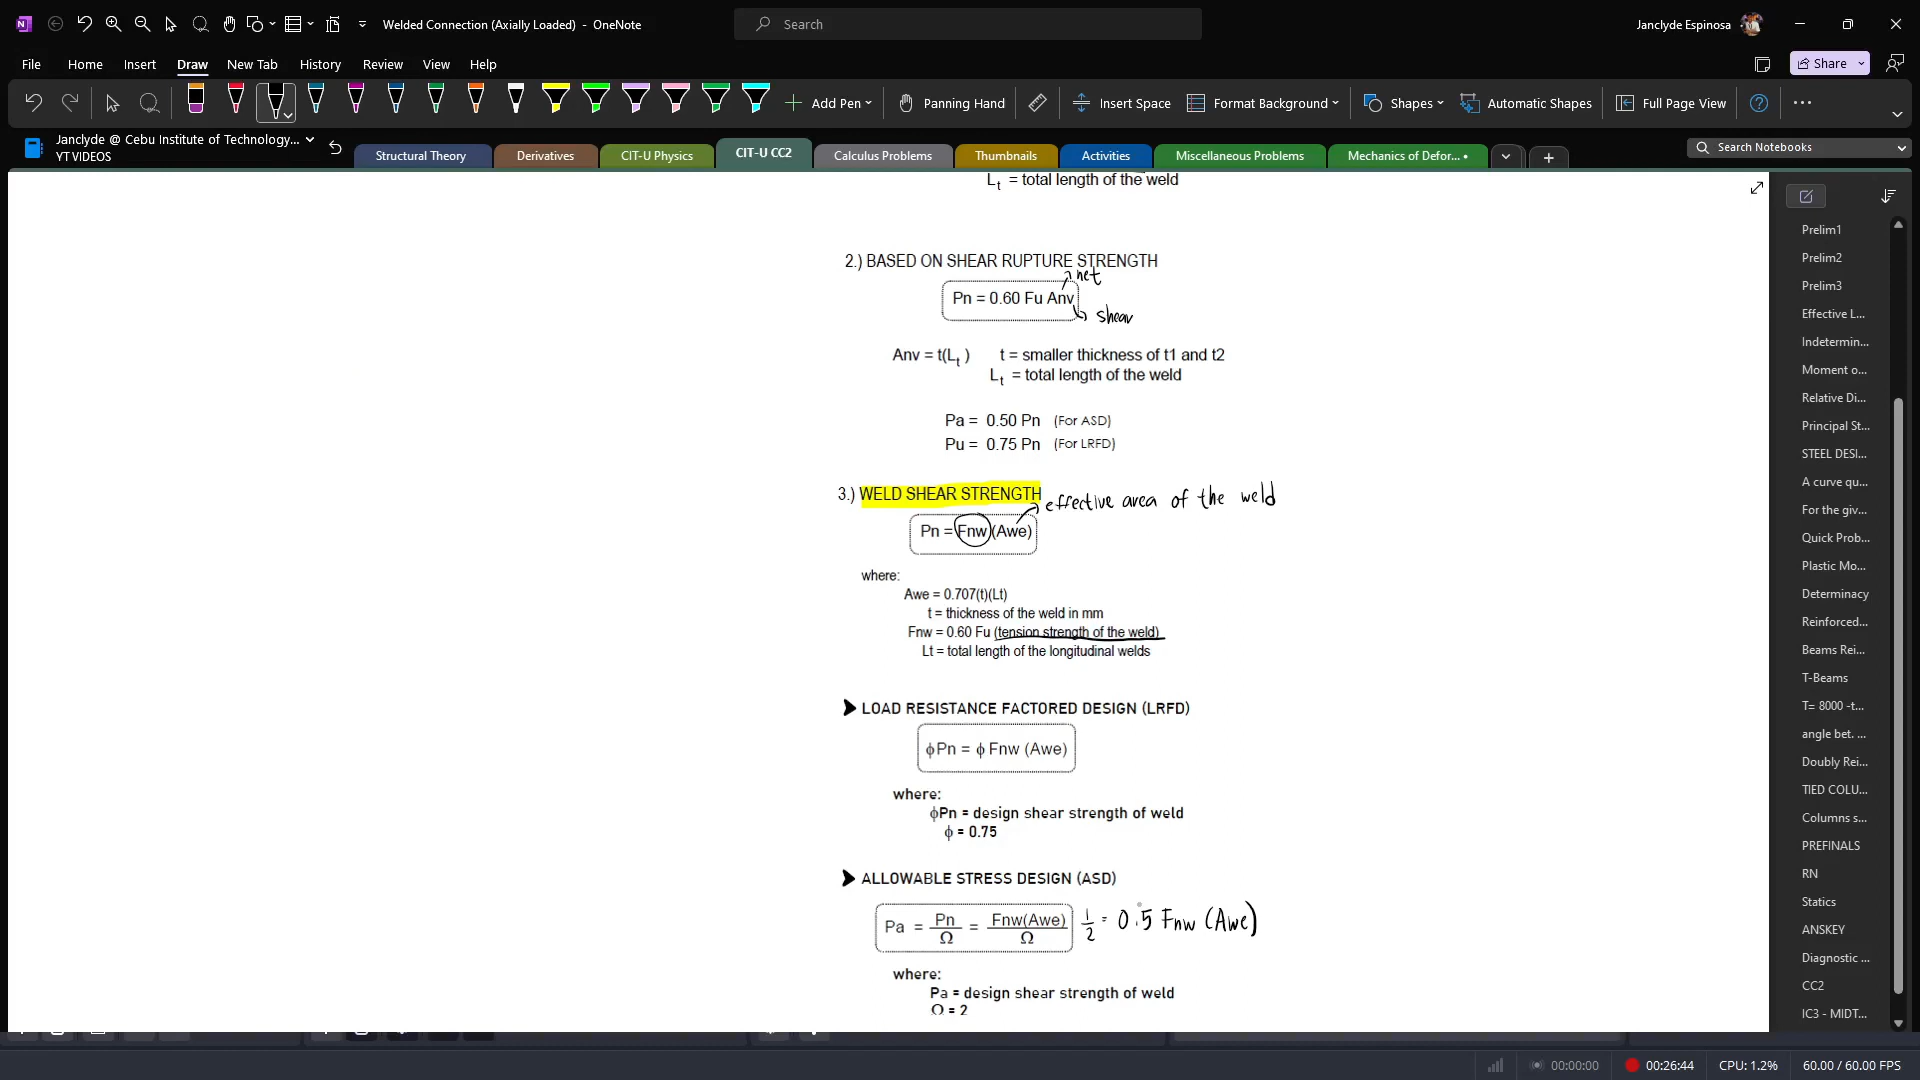 Welded Connection (Axially Loaded) - OneNote
Search
Janclyde Espinosa
File Home Insert Draw New Tab History Review View Help
Share
Add Pen
Panning Hand
Insert Space
Format Background
Shapes
Automatic Shapes
Full Page View
Janclyde @ Cebu Institute of Technology...
YT VIDEOS
Structural Theory
Derivatives
CIT-U Physics
CIT-U CC2
Calculus Problems
Thumbnails
Activities
Miscellaneous Problems
Mechanics of Defor...
Search Notebooks
Lt = total length of the weld
2.) BASED ON SHEAR RUPTURE STRENGTH
net
Pn = 0.60 Fu Anv
shear
Anv = t(Lt ) t = smaller thickness of t1 and t2
Lt = total length of the weld
Pa = 0.50 Pn (For ASD)
Pu = 0.75 Pn (For LRFD)
3.) WELD SHEAR STRENGTH
effective area of the weld
Pn = Fnw (Awe)
where:
Awe = 0.707(t)(Lt)
t = thickness of the weld in mm
Fnw = 0.60 Fu (tension strength of the weld)
Lt = total length of the longitudinal welds
LOAD RESISTANCE FACTORED DESIGN (LRFD)
ϕPn = ϕ Fnw (Awe)
where:
ϕPn = design shear strength of weld
ϕ = 0.75
ALLOWABLE STRESS DESIGN (ASD)
Pa = Pn/Ω = Fnw(Awe)/Ω 1/2 = 0.5 Fnw (Awe)
where:
Pa = design shear strength of weld
Ω = 2
Prelim1
Prelim2
Prelim3
Effective L...
Indetermin...
Moment o...
Relative Di...
Principal St...
STEEL DESI...
A curve qu...
For the giv...
Quick Prob...
Plastic Mo...
Determinacy
Reinforced...
Beams Rei...
T-Beams
T= 8000 -t...
angle bet. ...
Doubly Rei...
TIED COLU...
Columns s...
PREFINALS
RN
Statics
ANSKEY
Diagnostic ...
CC2
IC3 - MIDT...
00:00:00
00:26:44
CPU: 1.2%
60.00 / 60.00 FPS